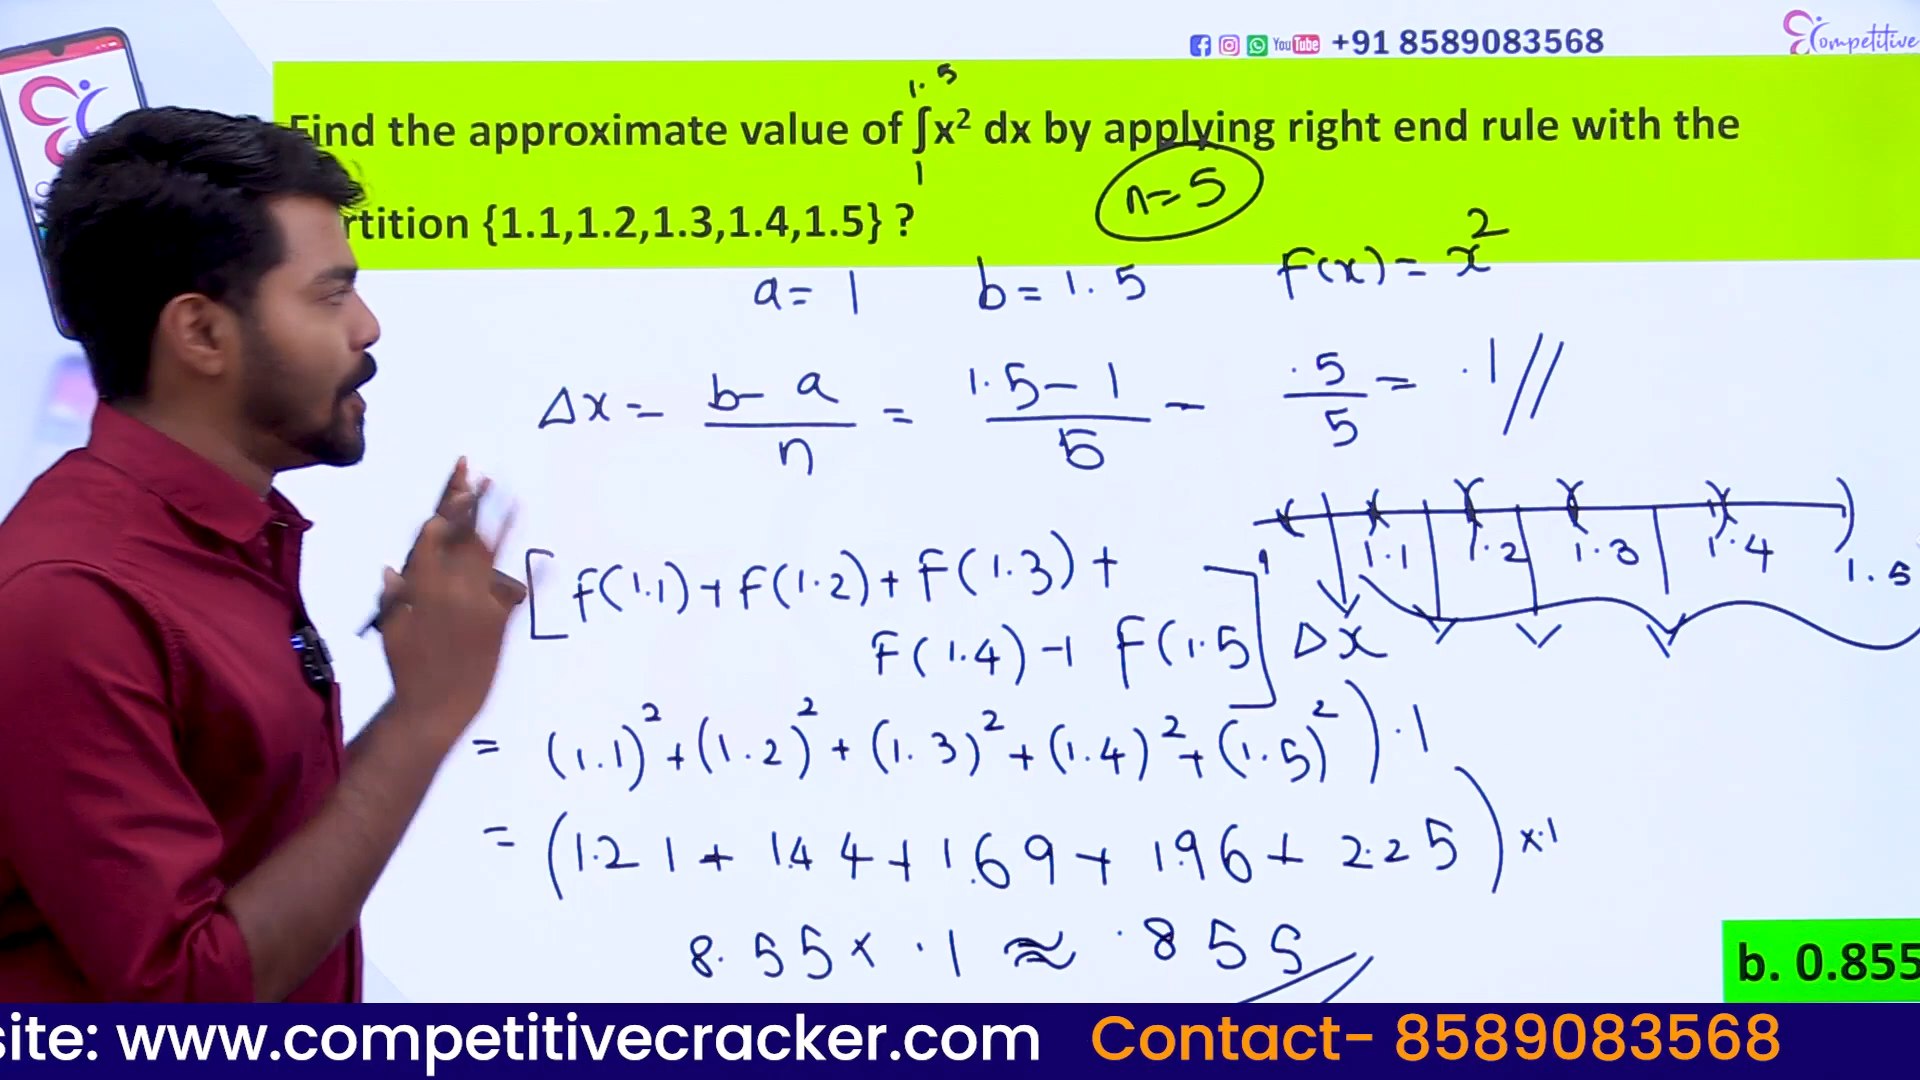 YouTube +91 8589083568
Competitive
1.5
Find the approximate value of ∫x² dx by applying right end rule with the
1
n=5
rtition {1.1,1.2,1.3,1.4,1.5} ?
a= 1 b=1.5 F(x)= x²
Δx = b-a/n = 1.5-1/5 - .5/5 = .1//
1.1 1.2 1.3 1.4 1.5
[f(1.1)+F(1.2)+F(1.3)+
F(1.4)+F(1.5)] Δx
= (1.1)²+(1.2)²+(1.3)²+(1.4)²+(1.5)²).1
= (1.21+1.44+1.69+1.96+2.25)x.1
8.55x.1 ≈ .855
b. 0.855
site: www.competitivecracker.com Contact- 8589083568